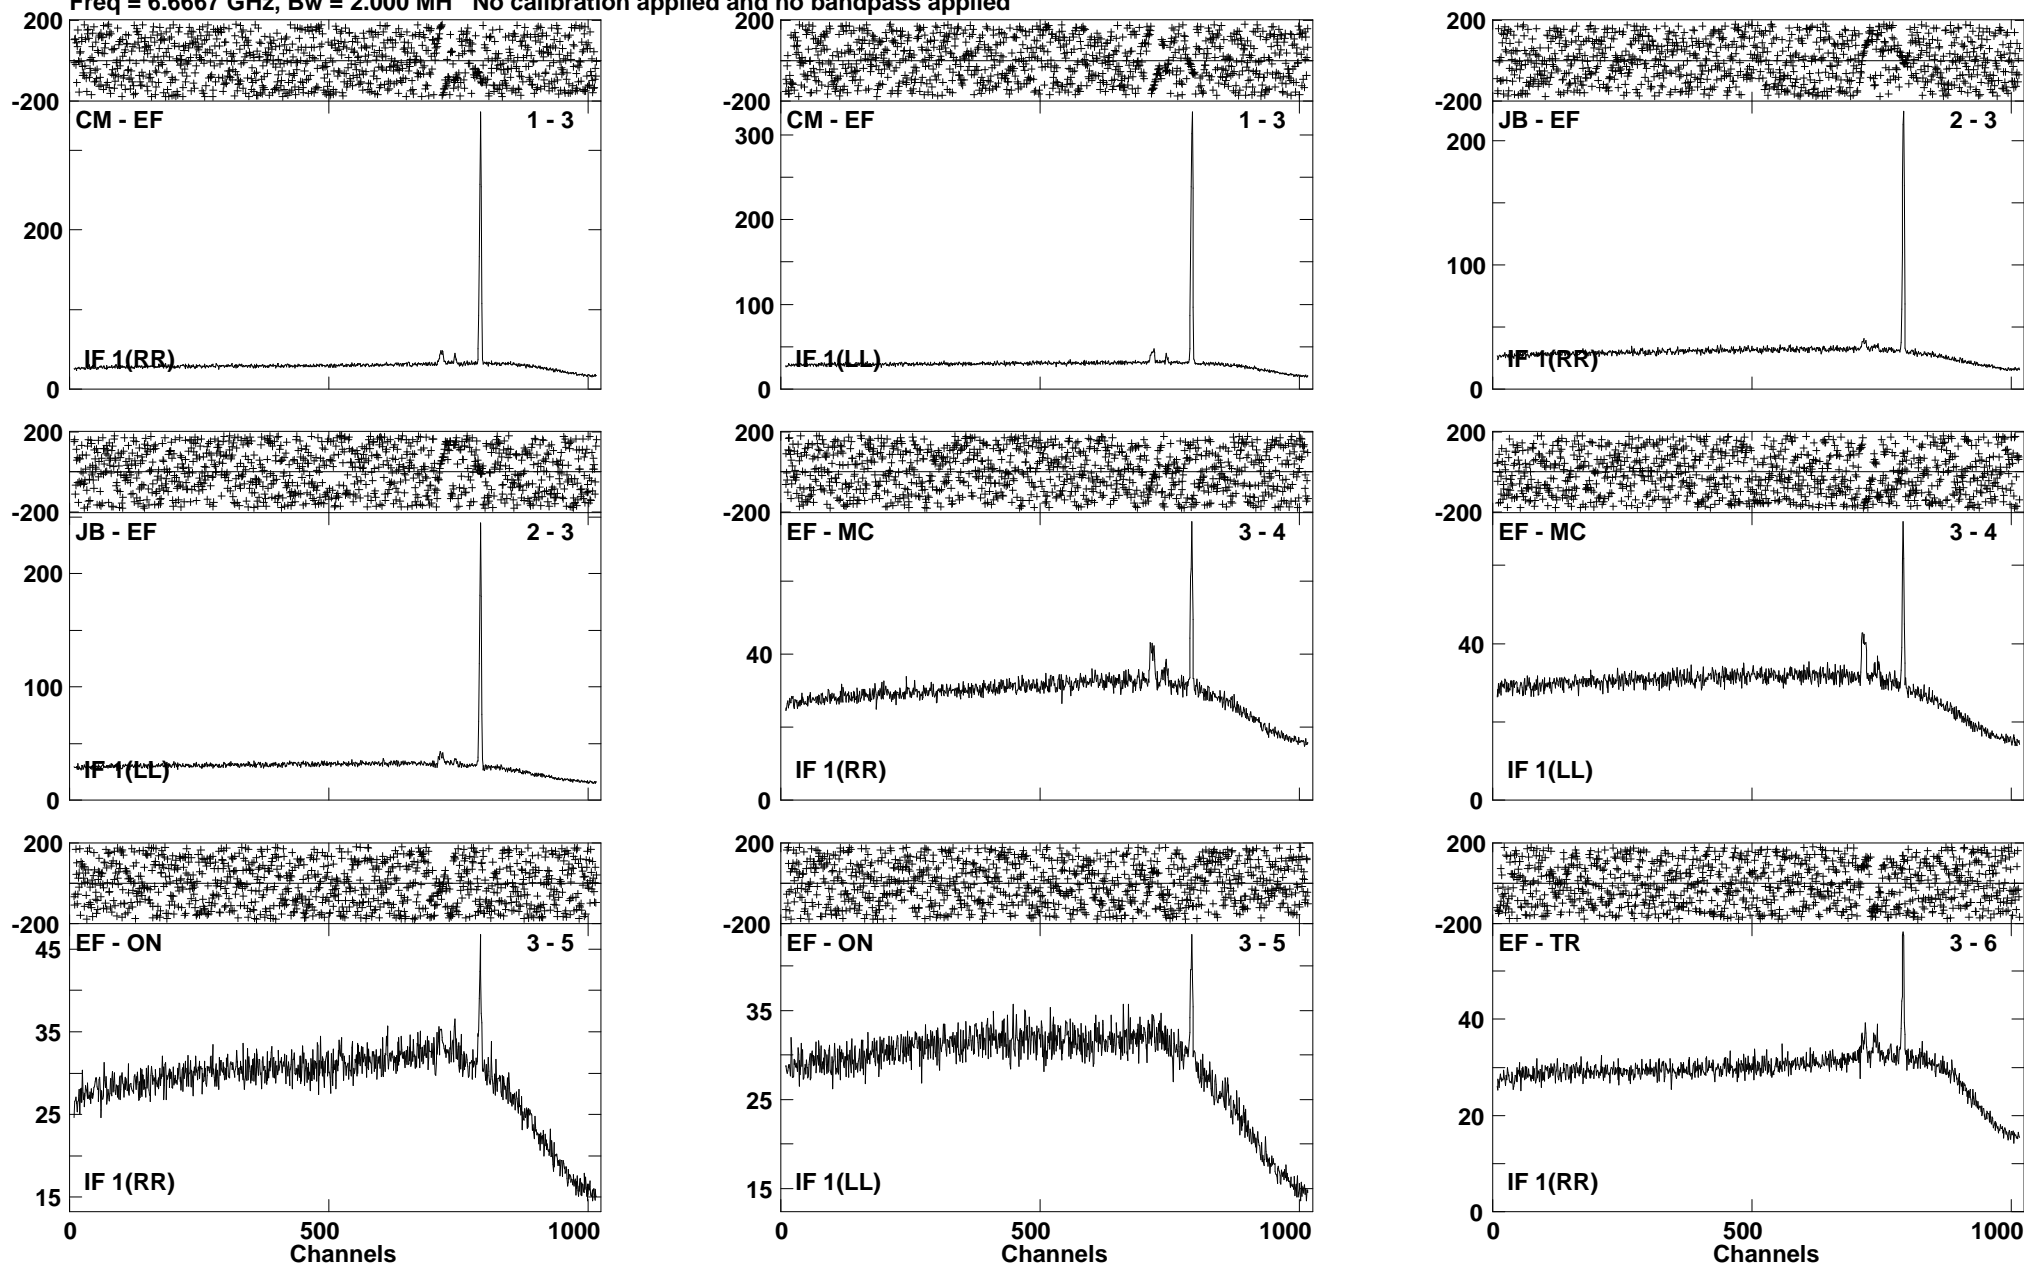 Freq = 6.6667 GHz, Bw = 2.000 MH No calibration applied and no bandpass applied
200
-200
CM - EF 1 - 3
200
0
IF 1(RR)
200
-200
CM - EF 1 - 3
300
200
100
0
IF 1(LL)
200
-200
JB - EF 2 - 3
200
100
0
IF 1(RR)
200
-200
JB - EF 2 - 3
200
100
0
IF 1(LL)
200
-200
EF - MC 3 - 4
40
0
IF 1(RR)
200
-200
EF - MC 3 - 4
40
0
IF 1(LL)
200
-200
EF - ON 3 - 5
45
35
25
15
IF 1(RR)
0 500 1000
Channels
200
-200
EF - ON 3 - 5
35
25
15
IF 1(LL)
0 500 1000
Channels
200
-200
EF - TR 3 - 6
40
20
0
IF 1(RR)
0 500 1000
Channels